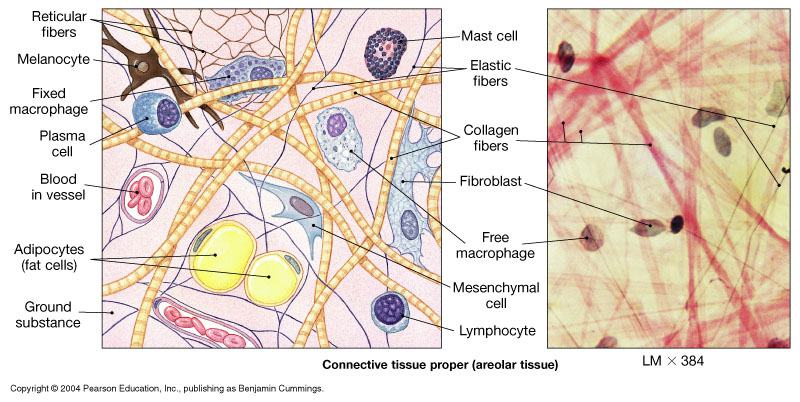 Reticular
fibers
Melanocyte
Fixed
macrophage
Plasma
cell
Blood
in vessel
Adipocytes
(fat cells)
Ground
substance
Mast cell
Elastic
fibers
Collagen
fibers
Fibroblast
Free
macrophage
Mesenchymal
cell
Lymphocyte
Connective tissue proper (areolar tissue)
LM × 384
Copyright © 2004 Pearson Education, Inc., publishing as Benjamin Cummings.